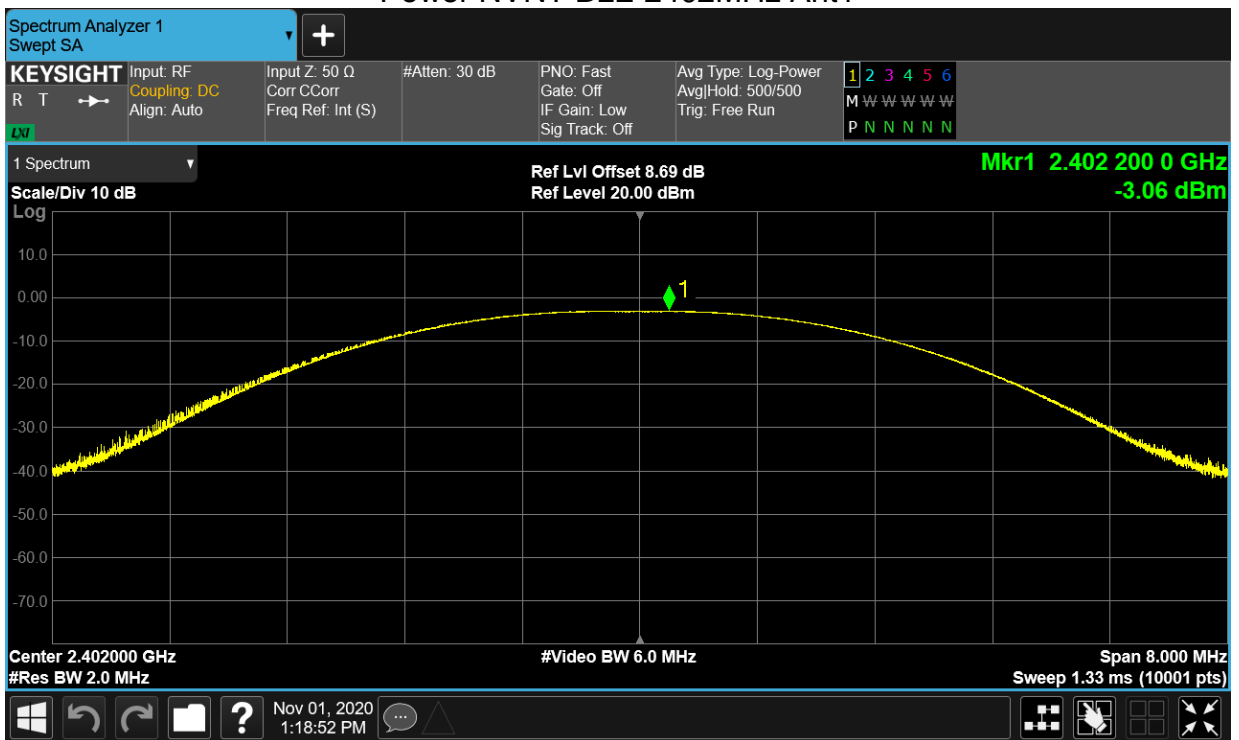 Spectrum Analyzer 1
Swept SA
+
KEYSIGHT
R T
LXI
Input: RF
Coupling: DC
Align: Auto
Input Z: 50 Ω
Corr CCorr
Freq Ref: Int (S)
#Atten: 30 dB
PNO: Fast
Gate: Off
IF Gain: Low
Sig Track: Off
Avg Type: Log-Power
Avg|Hold: 500/500
Trig: Free Run
1 2 3 4 5 6
M W W W W W
P N N N N N
1 Spectrum
Scale/Div 10 dB
Log
Ref Lvl Offset 8.69 dB
Ref Level 20.00 dBm
Mkr1 2.402 200 0 GHz
-3.06 dBm
10.0
0.00
-10.0
-20.0
-30.0
-40.0
-50.0
-60.0
-70.0
1
Center 2.402000 GHz
#Res BW 2.0 MHz
#Video BW 6.0 MHz
Span 8.000 MHz
Sweep 1.33 ms (10001 pts)
?
Nov 01, 2020
1:18:52 PM